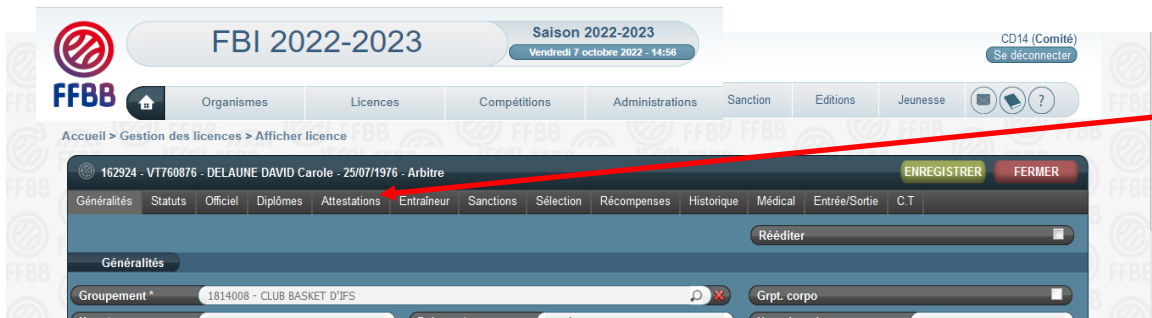 FBI 2022-2023
Saison 2022-2023
Vendredi 7 octobre 2022 - 14:56
CD14 (Comité)
Se déconnecter
FFBB
Organismes Licences Compétitions Administrations Sanction Editions Jeunesse ?
Accueil > Gestion des licences > Afficher licence
162924 - VT760876 - DELAUNE DAVID Carole - 25/07/1976 - Arbitre ENREGISTRER FERMER
Généralités Statuts Officiel Diplômes Attestations Entraîneur Sanctions Sélection Récompenses Historique Médical Entrée/Sortie C.T
Rééditer
Généralités
Groupement * 1814008 - CLUB BASKET D'IFS Grpt. corpo